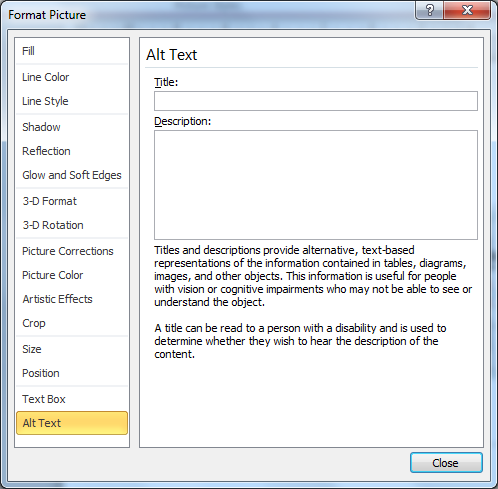 Format Picture
Fill
Line Color
Line Style
Shadow
Reflection
Glow and Soft Edges
3-D Format
3-D Rotation
Picture Corrections
Picture Color
Artistic Effects
Crop
Size
Position
Text Box
Alt Text
Alt Text
Title:
Description:
Titles and descriptions provide alternative, text-based
representations of the information contained in tables, diagrams,
images, and other objects. This information is useful for people
with vision or cognitive impairments who may not be able to see or
understand the object.
A title can be read to a person with a disability and is used to
determine whether they wish to hear the description of the
content.
Close